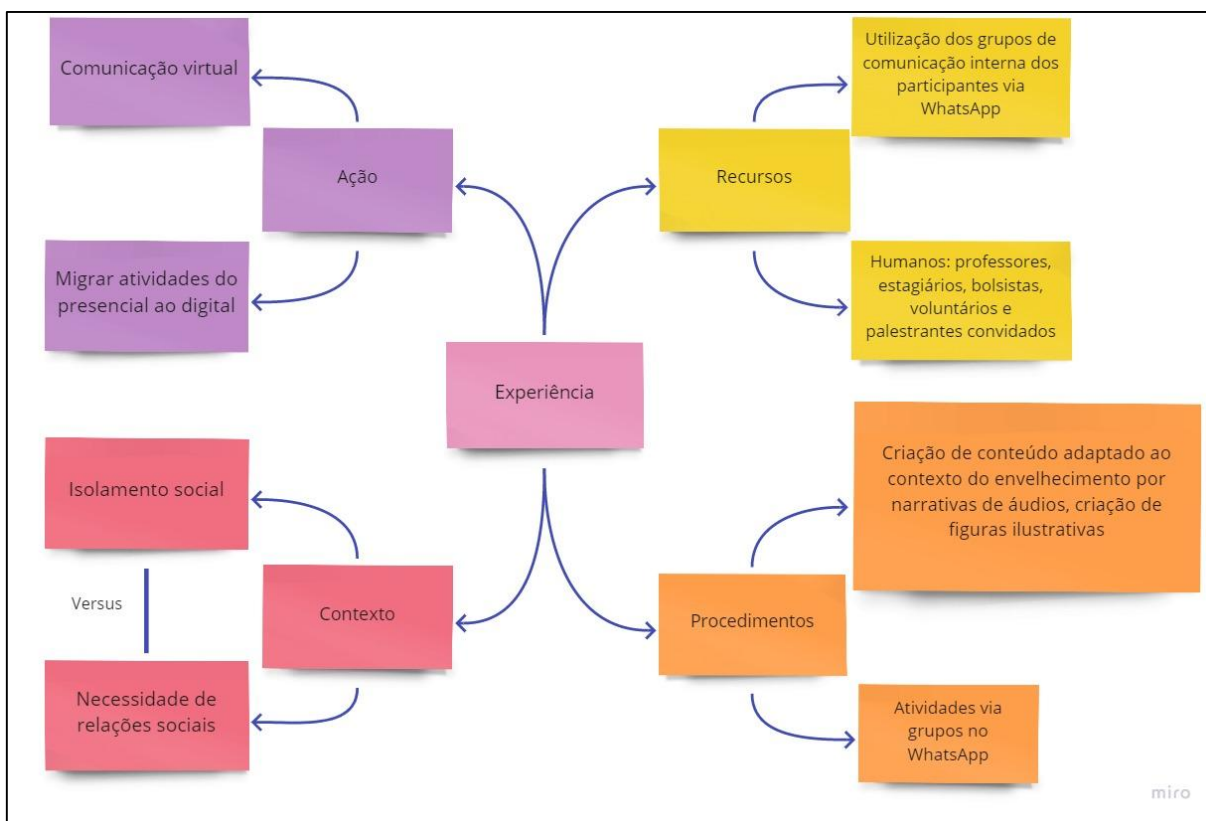 Comunicação virtual
Ação
Migrar atividades do
presencial ao digital
Utilização dos grupos de
comunicação interna dos
participantes via
WhatsApp
Recursos
Humanos: professores,
estagiários, bolsistas,
voluntários e
palestrantes convidados
Experiência
Isolamento social
Versus
Contexto
Necessidade de
relações sociais
Criação de conteúdo adaptado ao
contexto do envelhecimento por
narrativas de áudios, criação de
figuras ilustrativas
Procedimentos
Atividades via
grupos no
WhatsApp
miro